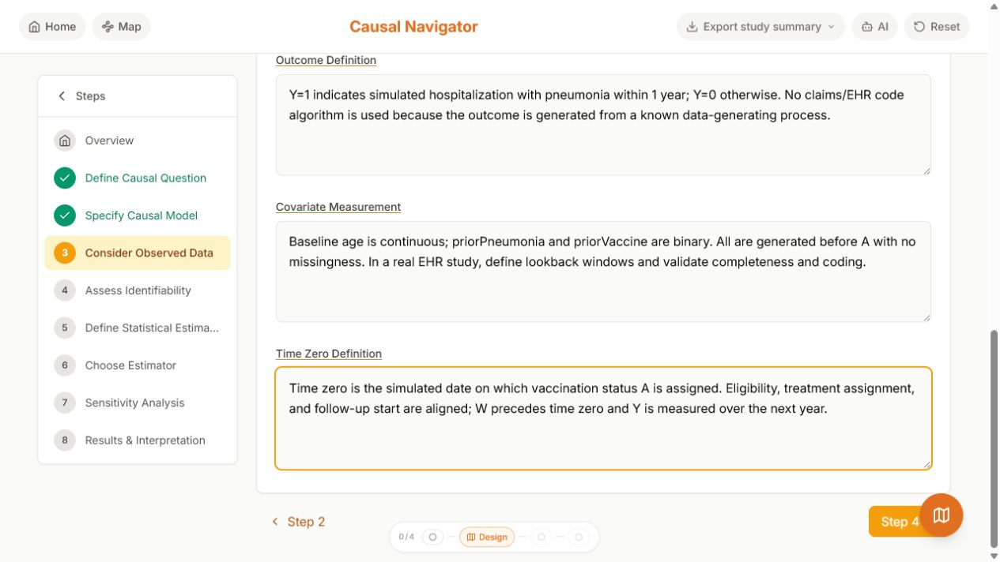 Home
Map
Causal Navigator
Export study summary
AI
Reset
Steps
Overview
Define Causal Question
Specify Causal Model
3 Consider Observed Data
4 Assess Identifiability
5 Define Statistical Estima...
6 Choose Estimator
7 Sensitivity Analysis
8 Results & Interpretation
Outcome Definition
Y=1 indicates simulated hospitalization with pneumonia within 1 year; Y=0 otherwise. No claims/EHR code
algorithm is used because the outcome is generated from a known data-generating process.
Covariate Measurement
Baseline age is continuous; priorPneumonia and priorVaccine are binary. All are generated before A with no
missingness. In a real EHR study, define lookback windows and validate completeness and coding.
Time Zero Definition
Time zero is the simulated date on which vaccination status A is assigned. Eligibility, treatment assignment,
and follow-up start are aligned; W precedes time zero and Y is measured over the next year.
Step 2
0/4
Design
Step 4